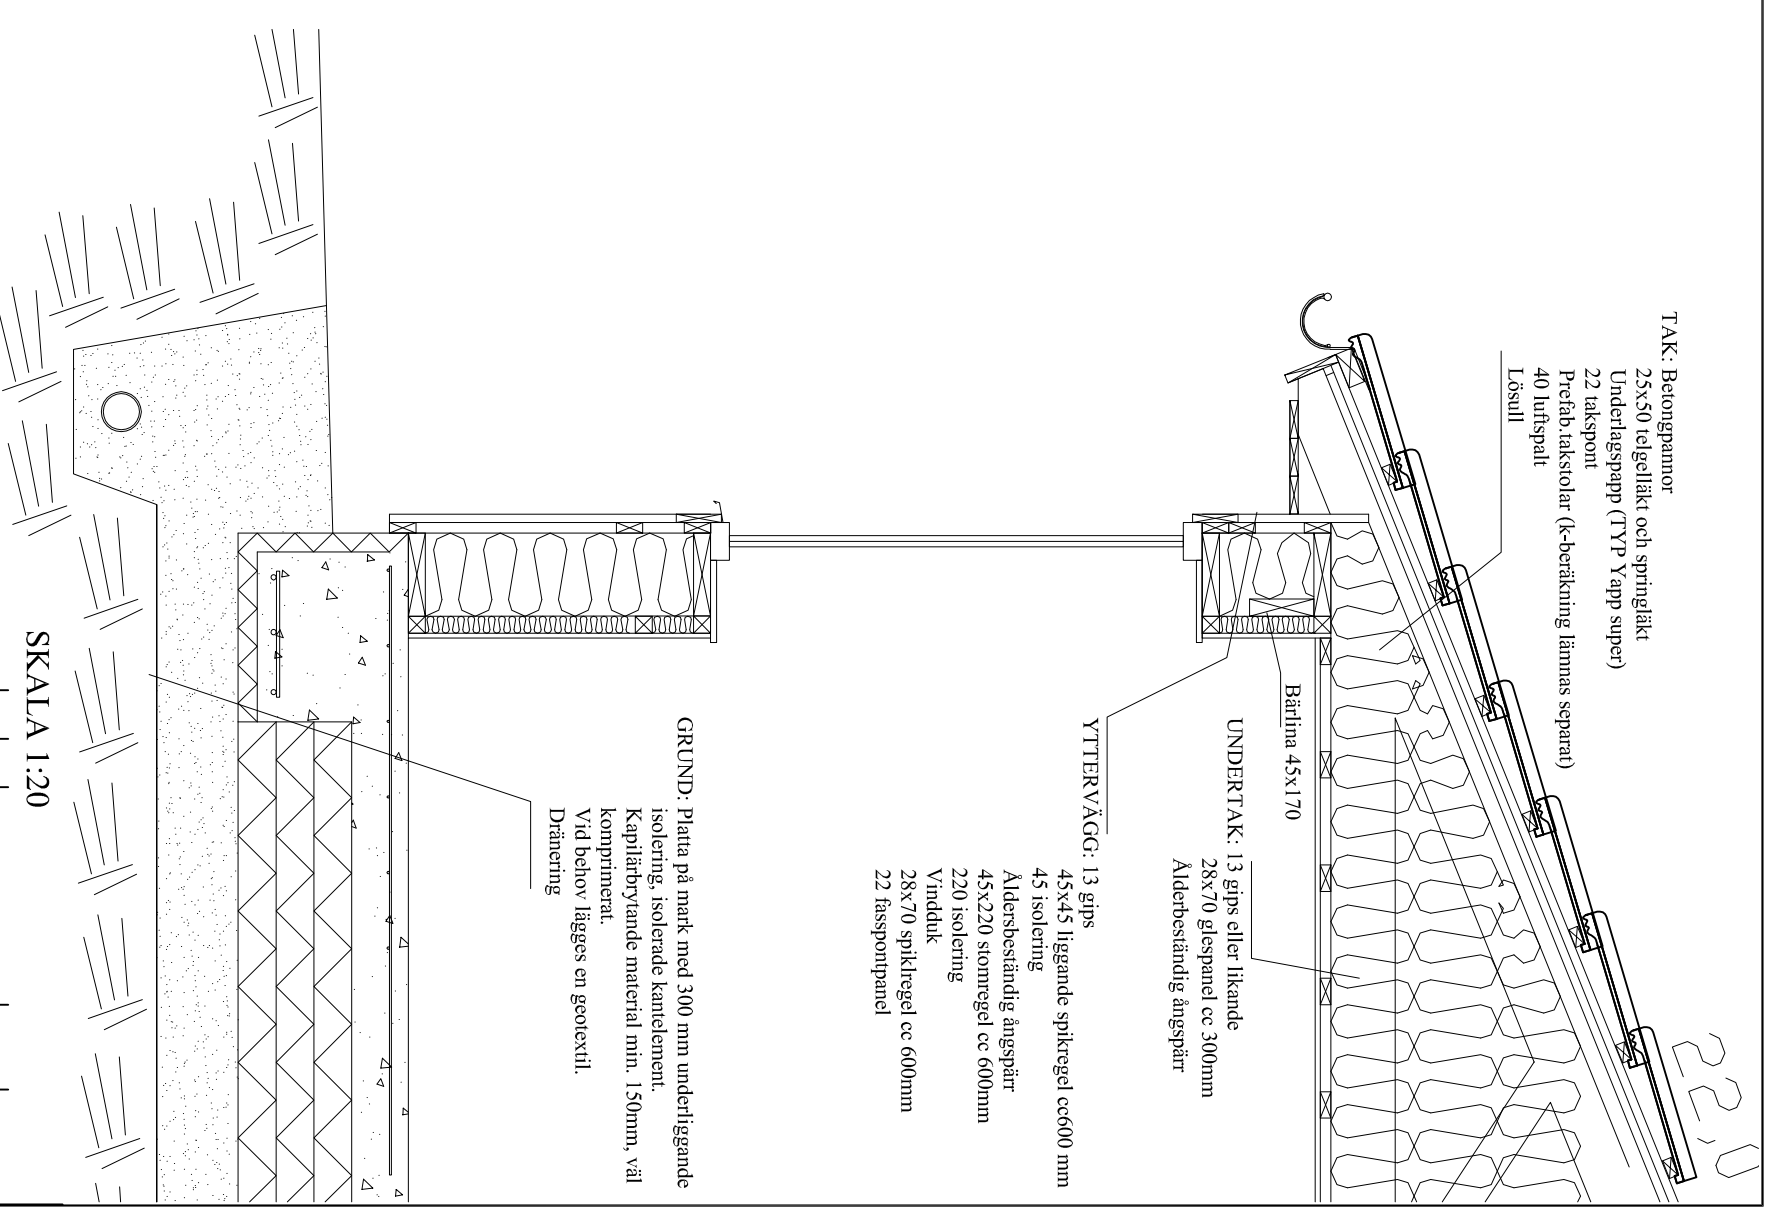 TAK: Betongpannor
25x50 telgelläkt och springläkt
Underlagspapp (TYP Yapp super)
22 takspont
Prefab.takstolar (k-beräkning lämnas separat)
40 luftspalt
Lösull
22,0
Bärlina 45x170
UNDERTAK: 13 gips eller likande
28x70 glespanel cc 300mm
Ålderbeständig ångspärr
YTTERVÄGG: 13 gips
45x45 liggande spikregel cc600 mm
45 isolering
Åldersbeständig ångspärr
45x220 stomregel cc 600mm
220 isolering
Vindduk
28x70 spiklregel cc 600mm
22 fasspontpanel
GRUND: Platta på mark med 300 mm underliggande
isolering, isolerade kantelement.
Kapilärbrytande material min. 150mm, väl
komprimerat.
Vid behov lägges en geotextil.
Dränering
SKALA 1:20